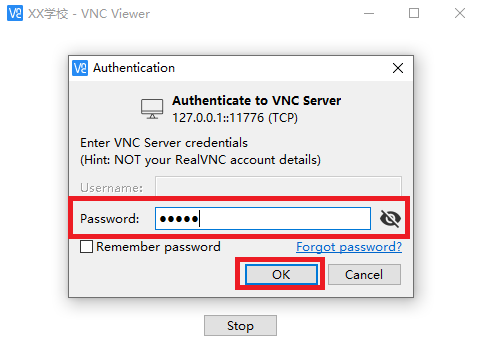 XX学校 - VNC Viewer
Authentication
Authenticate to VNC Server
127.0.0.1::11776 (TCP)
Enter VNC Server credentials
(Hint: NOT your RealVNC account details)
Username:
Password: ●●●●●
Remember password Forgot password?
OK Cancel
Stop